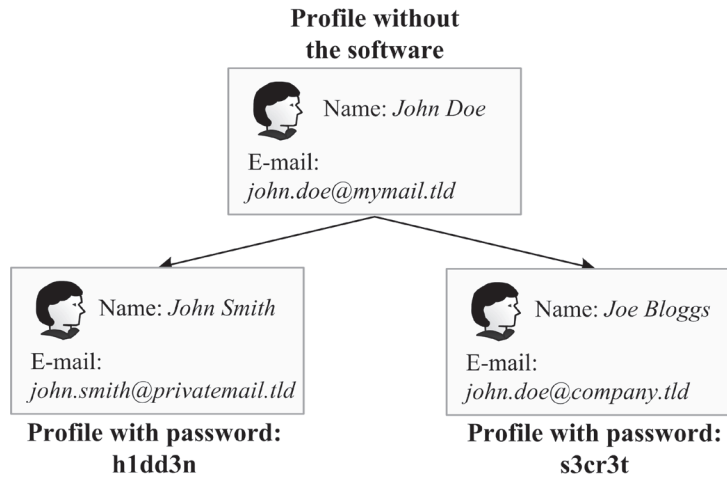 Profile without
the software
Name: John Doe
E-mail:
john.doe@mymail.tld
Name: John Smith
E-mail:
john.smith@privatemail.tld
Profile with password:
h1dd3n
Name: Joe Bloggs
E-mail:
john.doe@company.tld
Profile with password:
s3cr3t